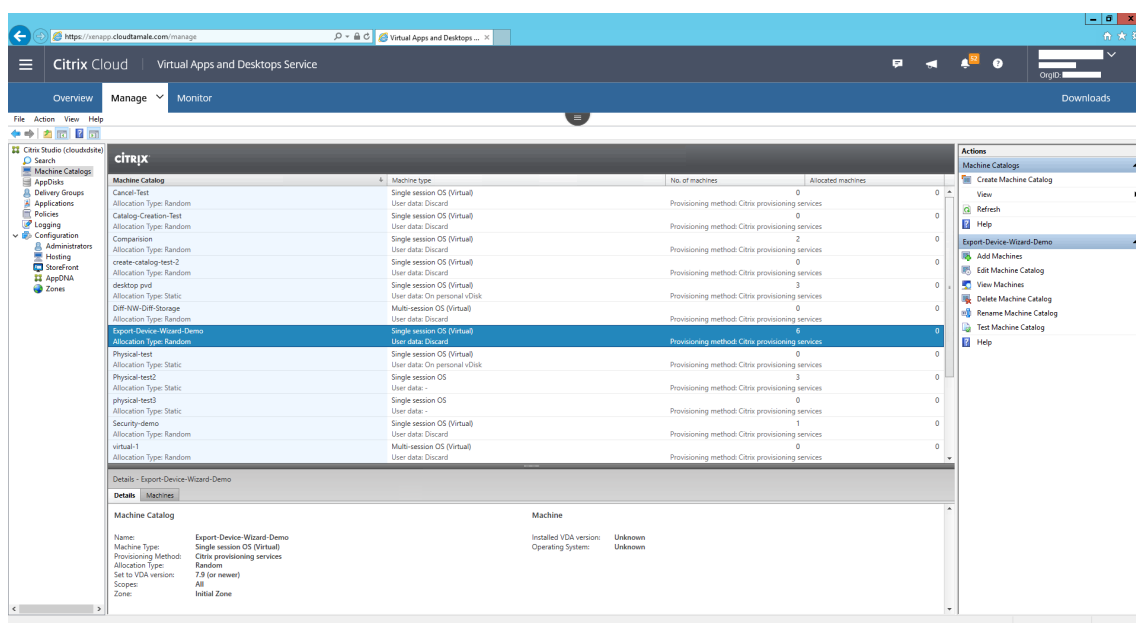 https://xenapp.cloudtamale.com/manage
Virtual Apps and Desktops ...
Citrix Cloud
Virtual Apps and Desktops Service
52
OrgID:
Overview
Manage
Monitor
Downloads
File Action View Help
Citrix Studio (cloudxdsite)
Search
Machine Catalogs
AppDisks
Delivery Groups
Applications
Policies
Logging
Configuration
Administrators
Hosting
StoreFront
AppDNA
Zones
CİTRIX
Machine Catalog Machine type No. of machines Allocated machines
Cancel-Test Single session OS (Virtual) 0 0
Allocation Type: Random User data: Discard Provisioning method: Citrix provisioning services
Catalog-Creation-Test Single session OS (Virtual) 0 0
Allocation Type: Random User data: Discard Provisioning method: Citrix provisioning services
Comparision Single session OS (Virtual) 2 0
Allocation Type: Random User data: Discard Provisioning method: Citrix provisioning services
create-catalog-test-2 Single session OS (Virtual) 0 0
Allocation Type: Random User data: Discard Provisioning method: Citrix provisioning services
desktop pvd Single session OS (Virtual) 3 0
Allocation Type: Static User data: On personal vDisk Provisioning method: Citrix provisioning services
Diff-NW-Diff-Storage Multi-session OS (Virtual) 0 0
Allocation Type: Random User data: Discard Provisioning method: Citrix provisioning services
Export-Device-Wizard-Demo Single session OS (Virtual) 6 0
Allocation Type: Random User data: Discard Provisioning method: Citrix provisioning services
Physical-test Single session OS (Virtual) 0 0
Allocation Type: Static User data: On personal vDisk Provisioning method: Citrix provisioning services
Physical-test2 Single session OS 3 0
Allocation Type: Static User data: - Provisioning method: Citrix provisioning services
physical-test3 Single session OS 0 0
Allocation Type: Static User data: - Provisioning method: Citrix provisioning services
Security-demo Single session OS (Virtual) 1 0
Allocation Type: Random User data: Discard Provisioning method: Citrix provisioning services
virtual-1 Multi-session OS (Virtual) 0 0
Allocation Type: Random User data: Discard Provisioning method: Citrix provisioning services
Details - Export-Device-Wizard-Demo
Details Machines
Machine Catalog
Name: Export-Device-Wizard-Demo
Machine Type: Single session OS (Virtual)
Provisioning Method: Citrix provisioning services
Allocation Type: Random
Set to VDA version: 7.9 (or newer)
Scopes: All
Zone: Initial Zone
Machine
Installed VDA version: Unknown
Operating System: Unknown
Actions
Machine Catalogs
Create Machine Catalog
View
Refresh
Help
Export-Device-Wizard-Demo
Add Machines
Edit Machine Catalog
View Machines
Delete Machine Catalog
Rename Machine Catalog
Test Machine Catalog
Help